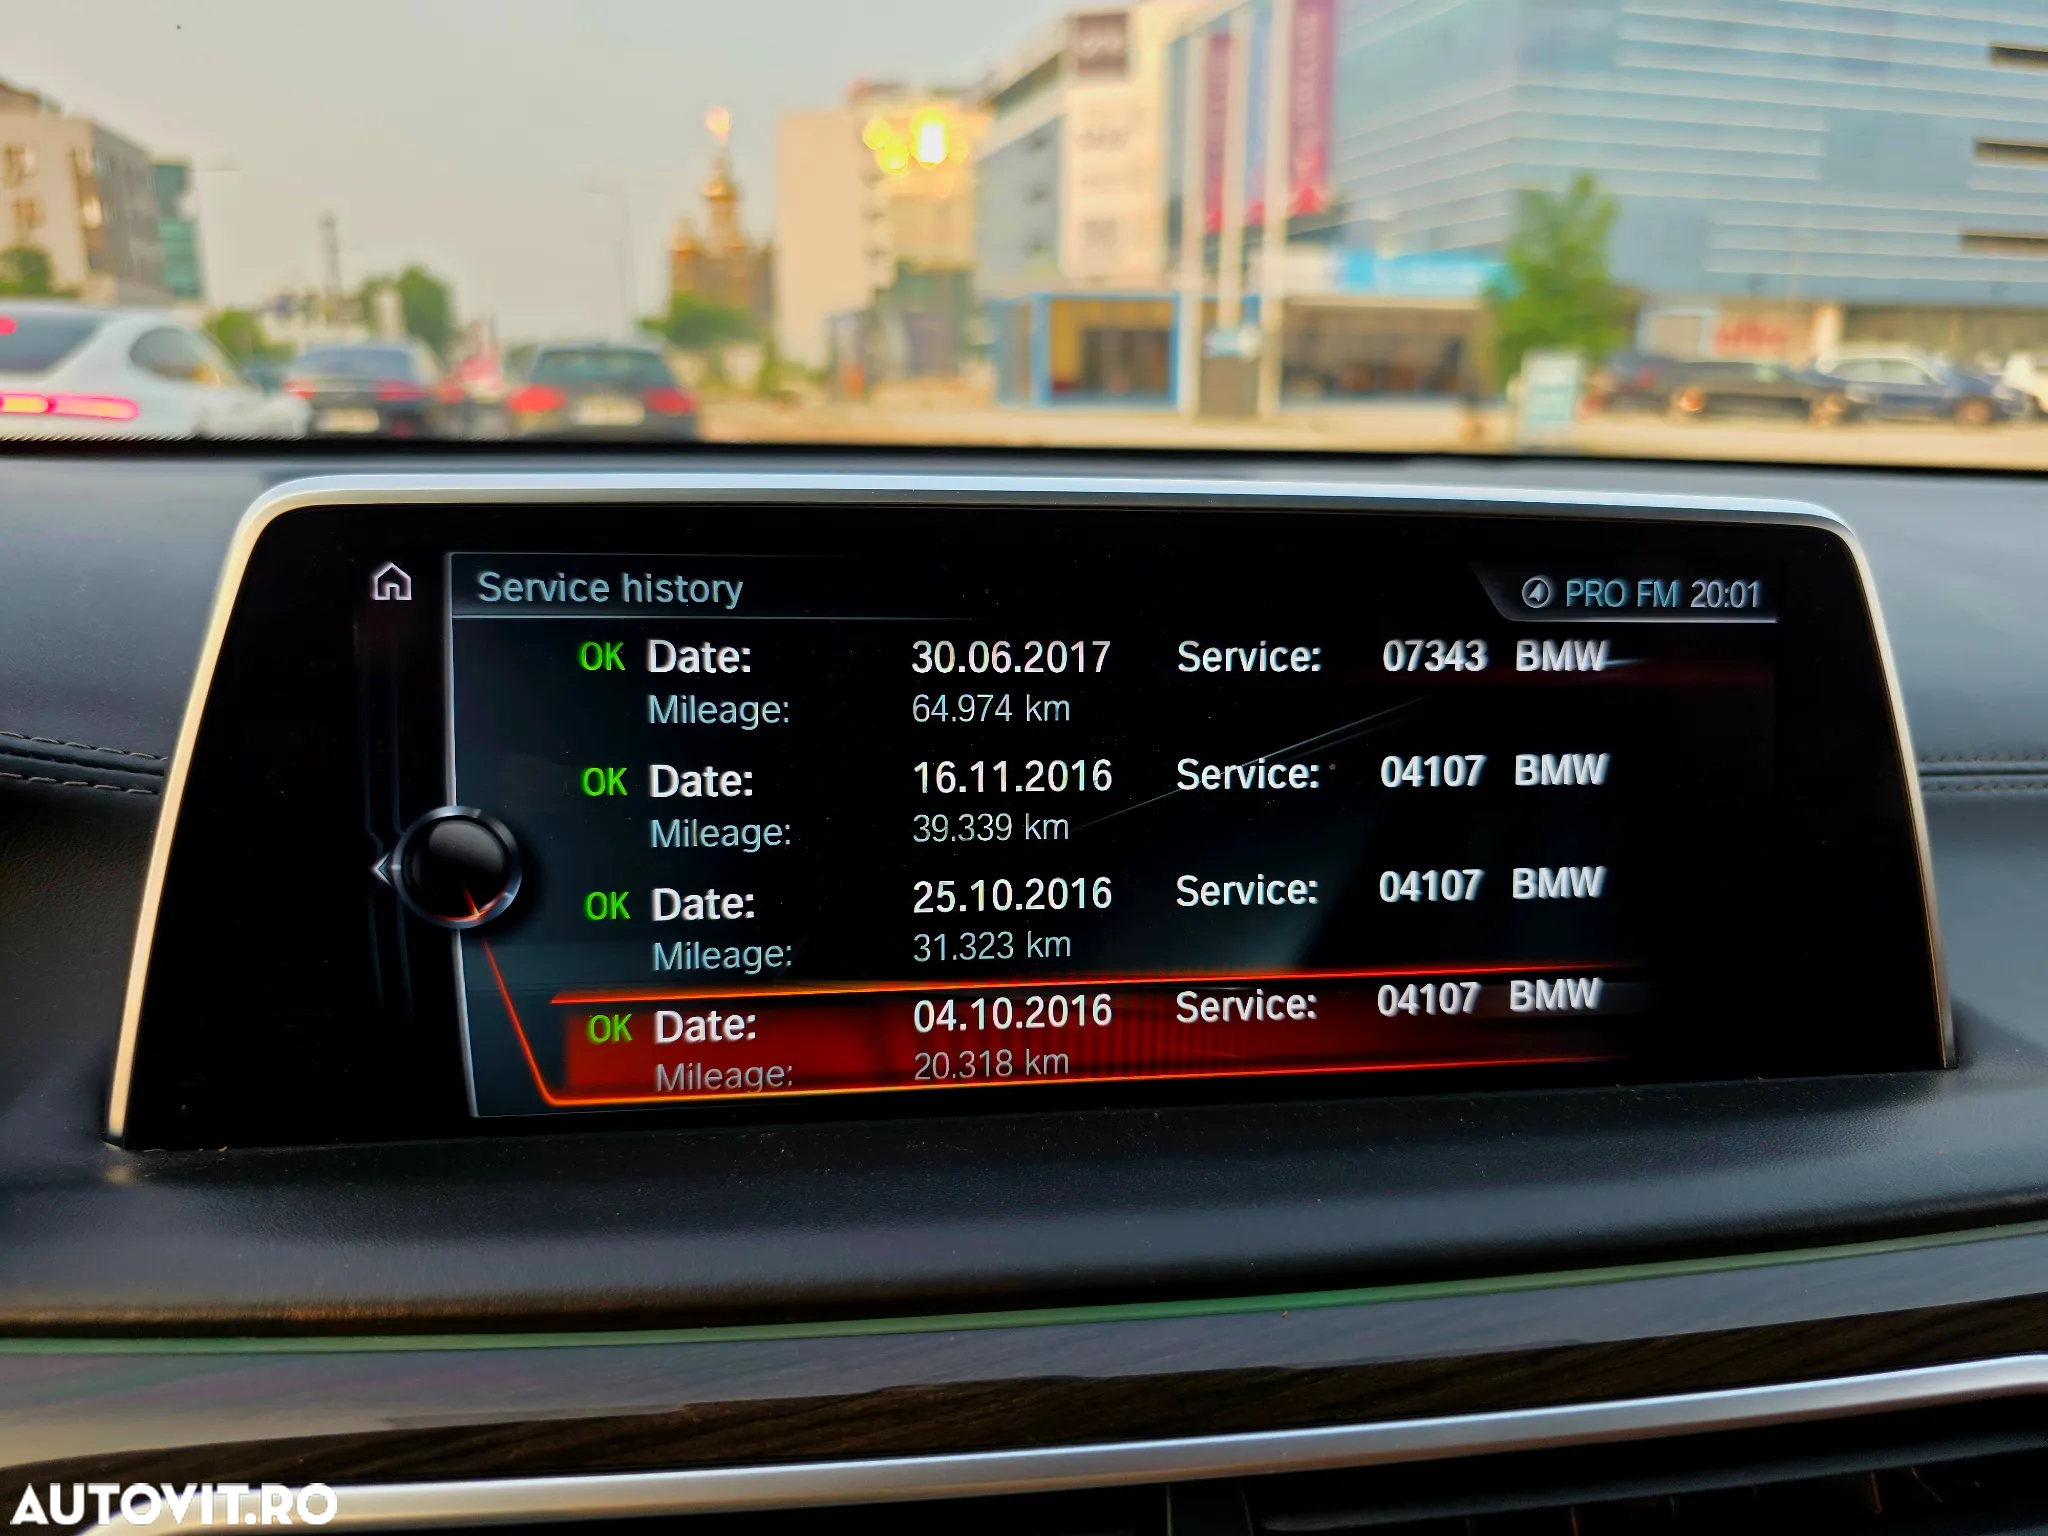 Service history
PRO FM 20:01
OK Date: 30.06.2017 Service: 07343 BMW
Mileage: 64.974 km
OK Date: 16.11.2016 Service: 04107 BMW
Mileage: 39.339 km
OK Date: 25.10.2016 Service: 04107 BMW
Mileage: 31.323 km
OK Date: 04.10.2016 Service: 04107 BMW
Mileage: 20.318 km
AUTOVIT.RO